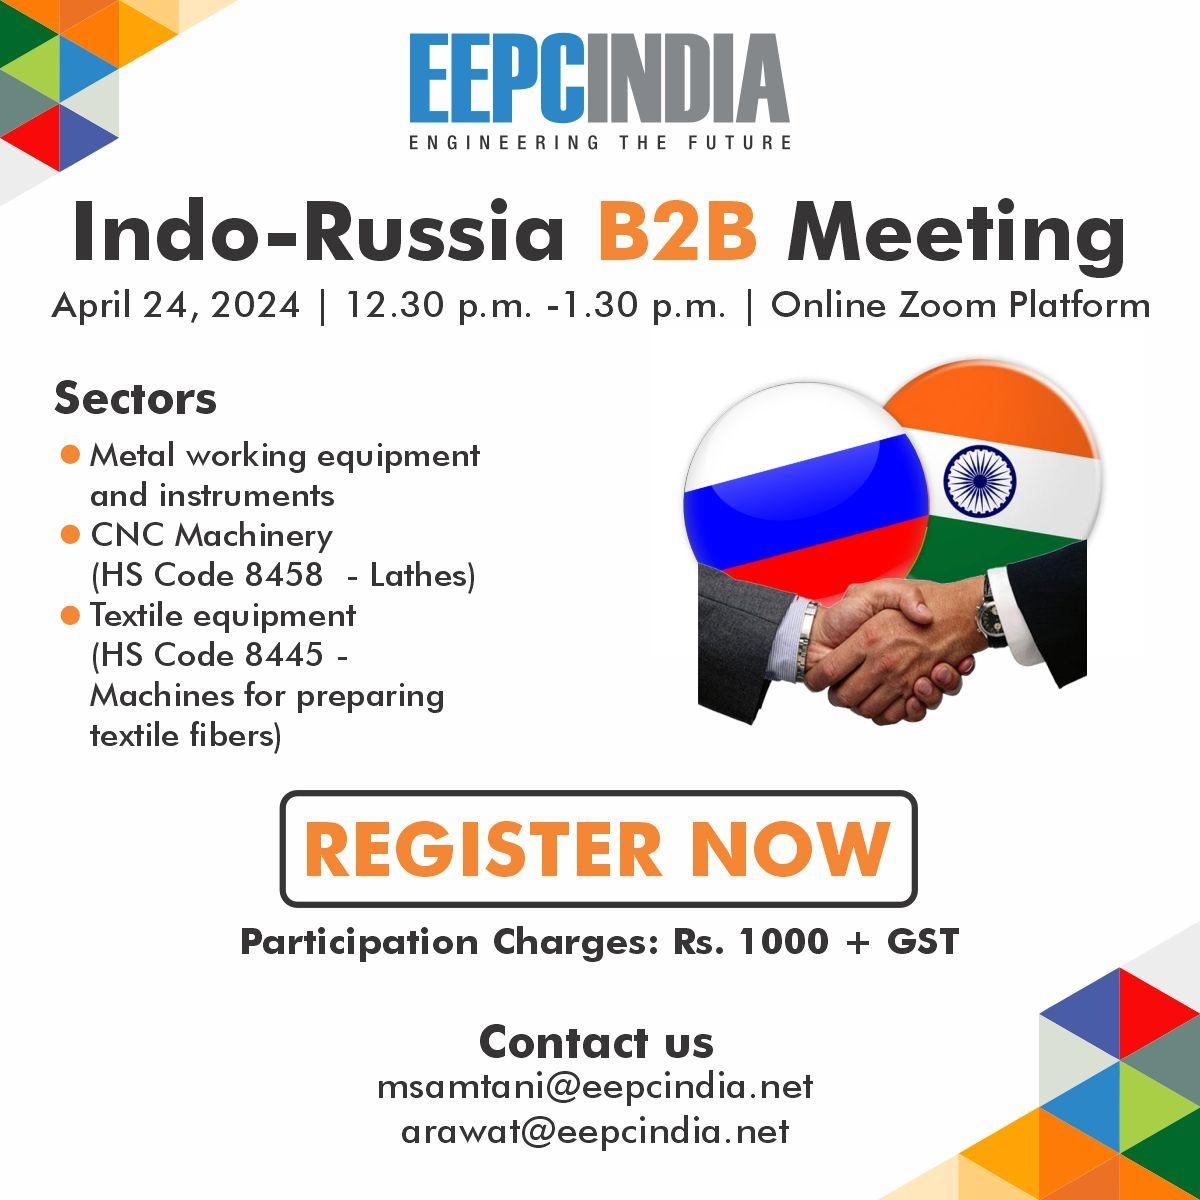 EEPCINDIA
ENGINEERING THE FUTURE
Indo-Russia B2B Meeting
April 24, 2024 | 12.30 p.m. -1.30 p.m. | Online Zoom Platform
Sectors
Metal working equipment
and instruments
CNC Machinery
(HS Code 8458 - Lathes)
Textile equipment
(HS Code 8445 -
Machines for preparing
textile fibers)
REGISTER NOW
Participation Charges: Rs. 1000 + GST
Contact us
msamtani@eepcindia.net
arawat@eepcindia.net